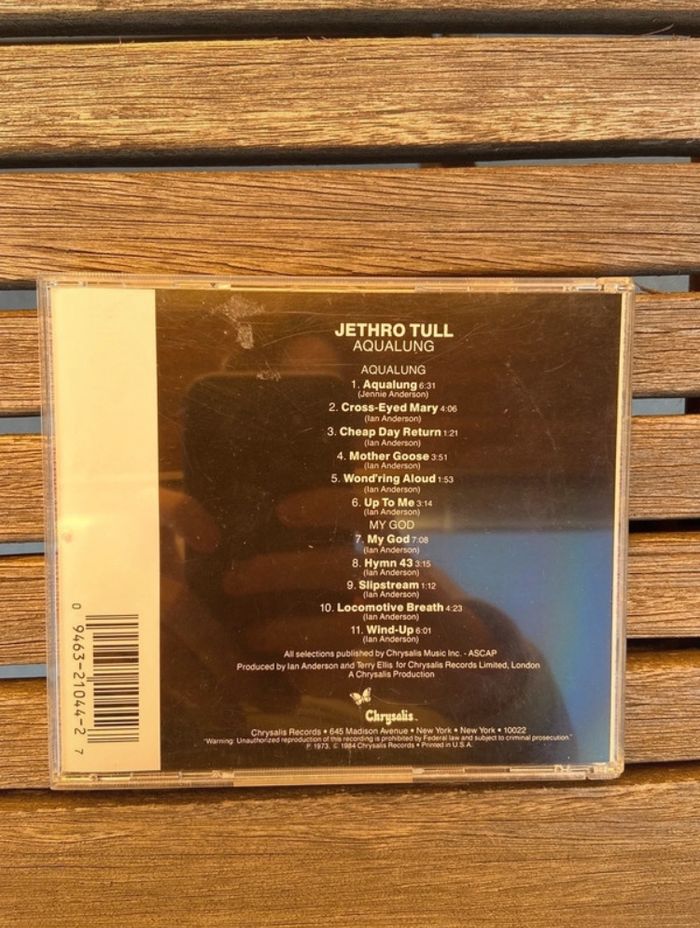 JETHRO TULL
AQUALUNG
AQUALUNG
1. Aqualung 6:31
(Jennie Anderson)
2. Cross-Eyed Mary 4:06
(Ian Anderson)
3. Cheap Day Return 1:21
(Ian Anderson)
4. Mother Goose 3:51
(Ian Anderson)
5. Wond'ring Aloud 1:53
(Ian Anderson)
6. Up To Me 3:14
(Ian Anderson)
MY GOD
7. My God 7:08
(Ian Anderson)
8. Hymn 43 3:15
(Ian Anderson)
9. Slipstream 1:12
(Ian Anderson)
10. Locomotive Breath 4:23
(Ian Anderson)
11. Wind-Up 6:01
(Ian Anderson)
All selections published by Chrysalis Music Inc. - ASCAP
Produced by Ian Anderson and Terry Ellis for Chrysalis Records Limited, London
A Chrysalis Production
Chrysalis
Chrysalis Records • 645 Madison Avenue • New York • New York • 10022
"Warning: Unauthorized reproduction of this recording is prohibited by Federal law and subject to criminal prosecution."
P 1973, © 1984 Chrysalis Records • Printed in U.S.A.
0 9463-21044-2 7